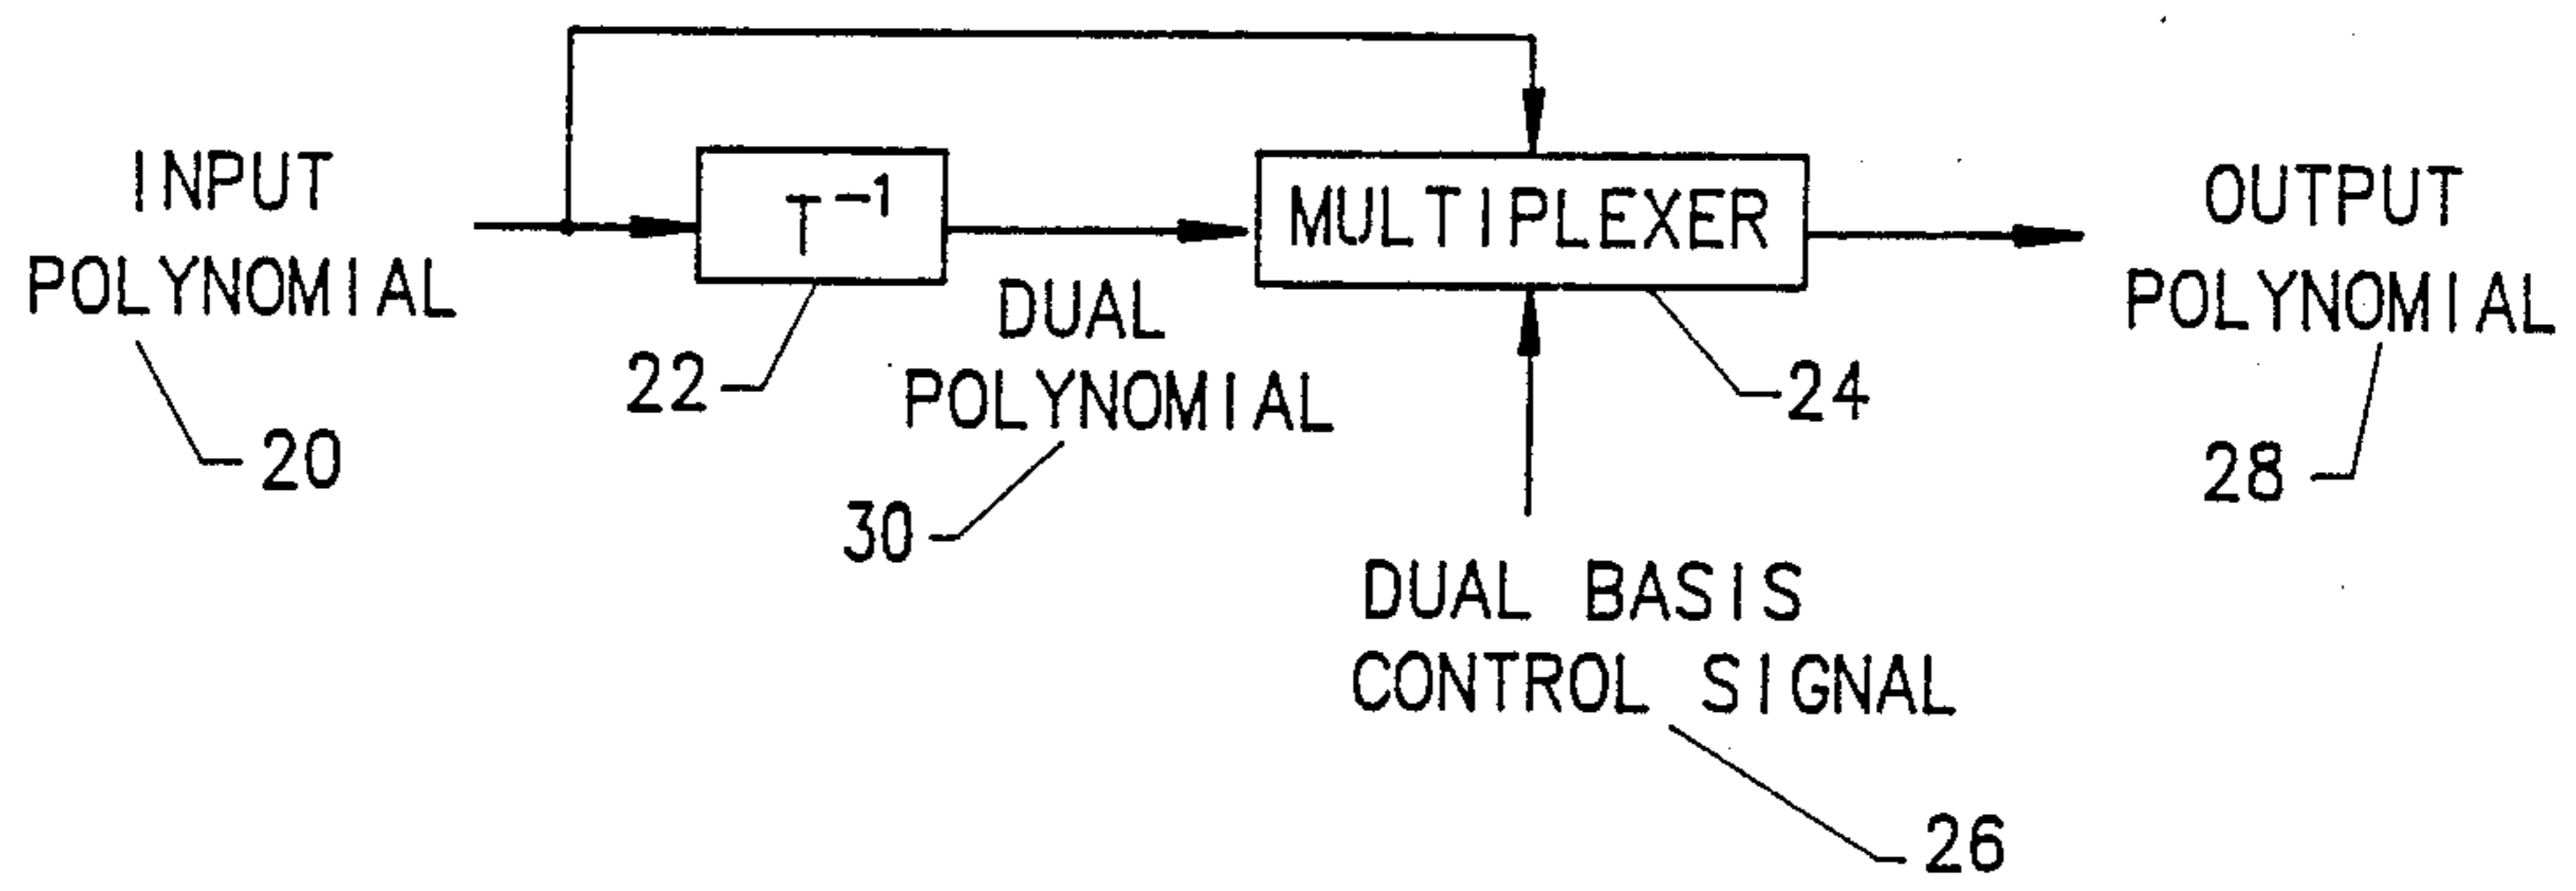 INPUT
POLYNOMIAL
20
T⁻¹
22
DUAL
POLYNOMIAL
30
MULTIPLEXER
24
DUAL BASIS
CONTROL SIGNAL
26
OUTPUT
POLYNOMIAL
28